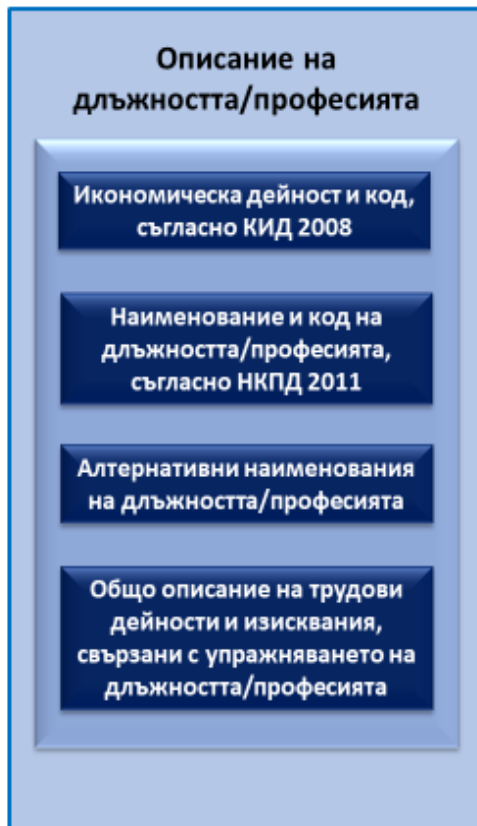 Описание на
длъжността/професията
Икономическа дейност и код,
съгласно КИД 2008
Наименование и код на
длъжността/професията,
съгласно НКПД 2011
Алтернативни наименования
на длъжността/професията
Общо описание на трудови
дейности и изисквания,
свързани с упражняването на
длъжността/професията